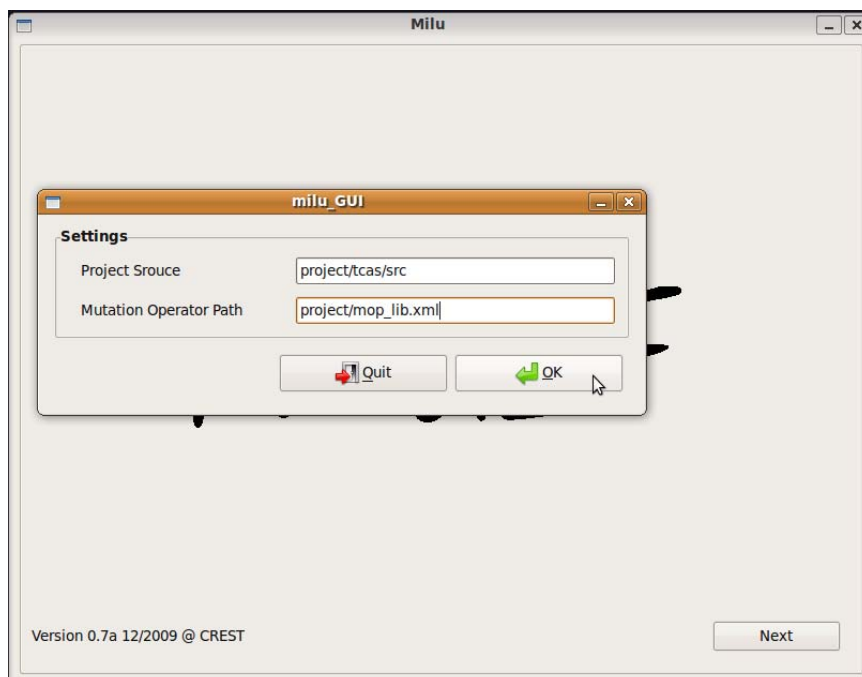 Milu
milu_GUI
Settings
Project Srouce project/tcas/src
Mutation Operator Path project/mop_lib.xml
Quit OK
Version 0.7a 12/2009 @ CREST Next